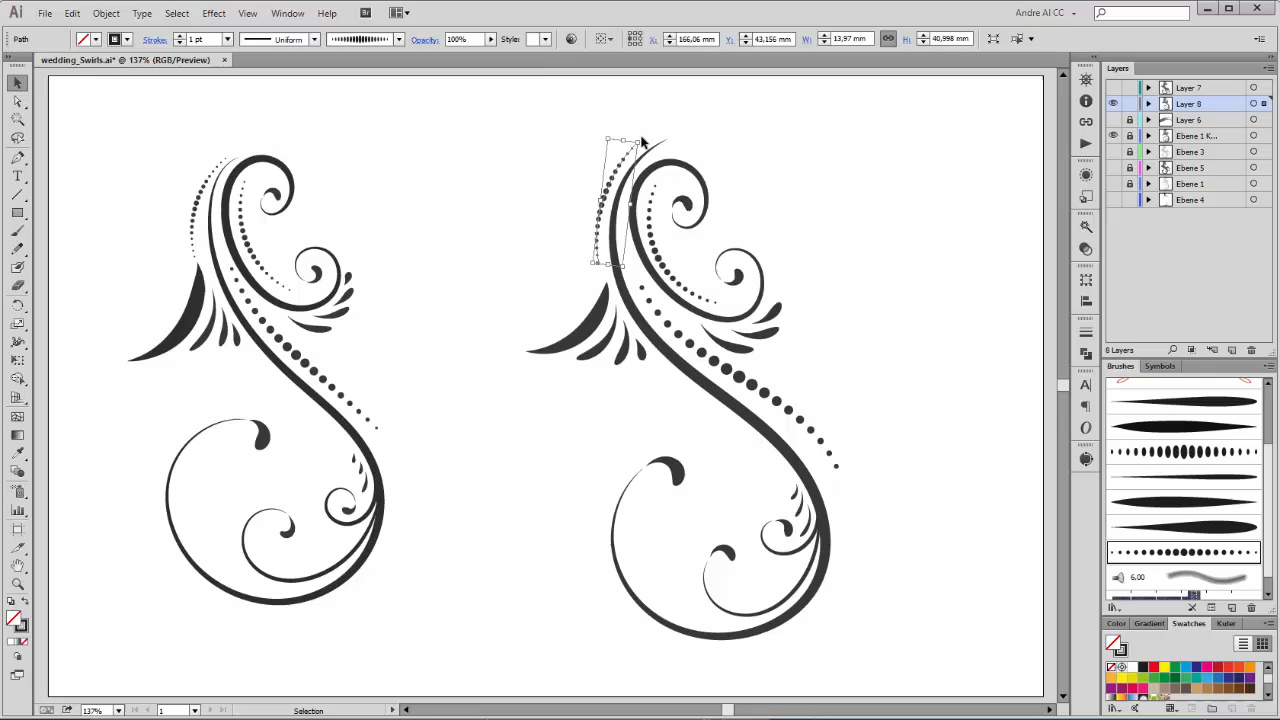 Ai File Edit Object Type Select Effect View Window Help Br Andre Al CC
Path Stroke: 1 pt Uniform Opacity: 100% Style: X: 166,06 mm Y: 43,156 mm W: 13,97 mm H: 40,998 mm
wedding_Swirls.ai* @ 137% (RGB/Preview) ×
Layers
Layer 7
Layer 8
Layer 6
Ebene 1 K...
Ebene 3
Ebene 5
Ebene 1
Ebene 4
8 Layers
Brushes Symbols
6,00
Color Gradient Swatches Kuler
137% 1 Selection